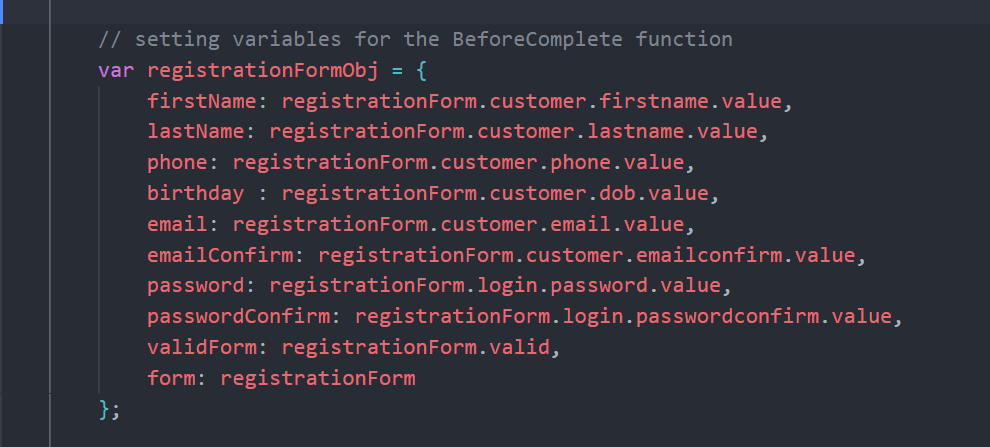 // setting variables for the BeforeComplete function
var registrationFormObj = {
firstName: registrationForm.customer.firstname.value,
lastName: registrationForm.customer.lastname.value,
phone: registrationForm.customer.phone.value,
birthday : registrationForm.customer.dob.value,
email: registrationForm.customer.email.value,
emailConfirm: registrationForm.customer.emailconfirm.value,
password: registrationForm.login.password.value,
passwordConfirm: registrationForm.login.passwordconfirm.value,
validForm: registrationForm.valid,
form: registrationForm
};